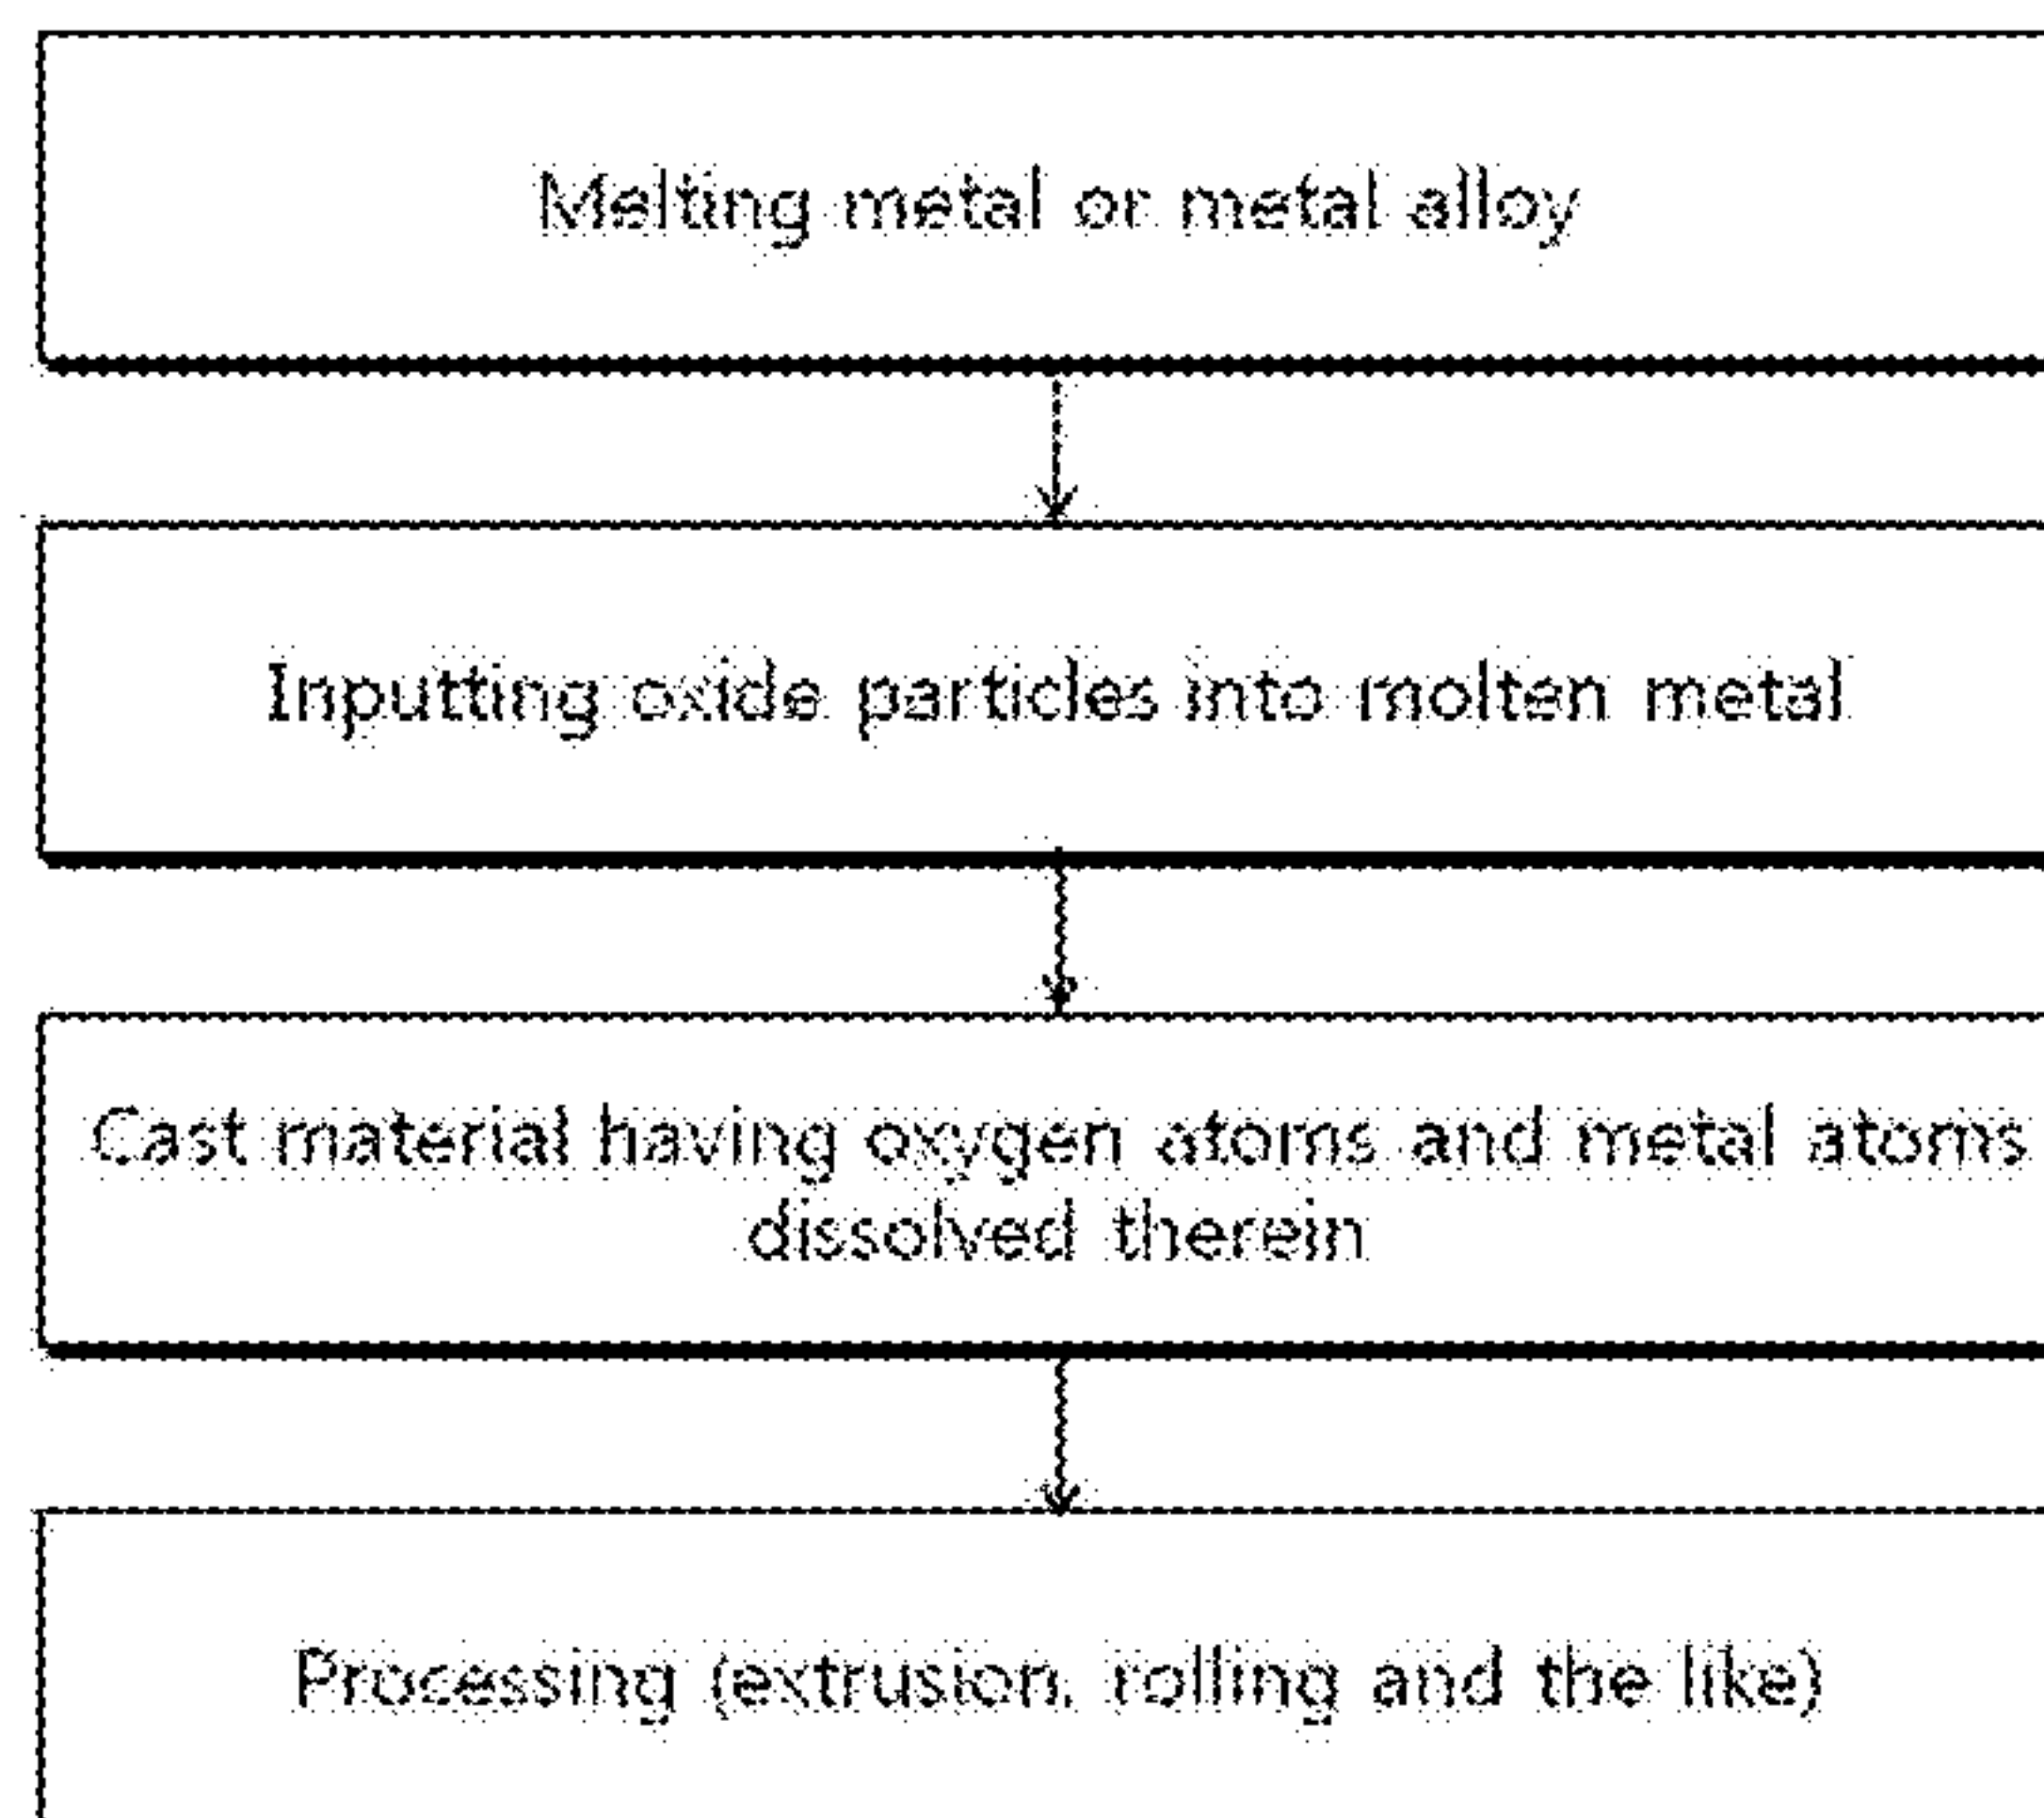 Melting metal or metal alloy
Inputting oxide particles into molten metal
Cast material having oxygen atoms and metal atoms
dissolved therein
Processing (extrusion, rolling and the like)